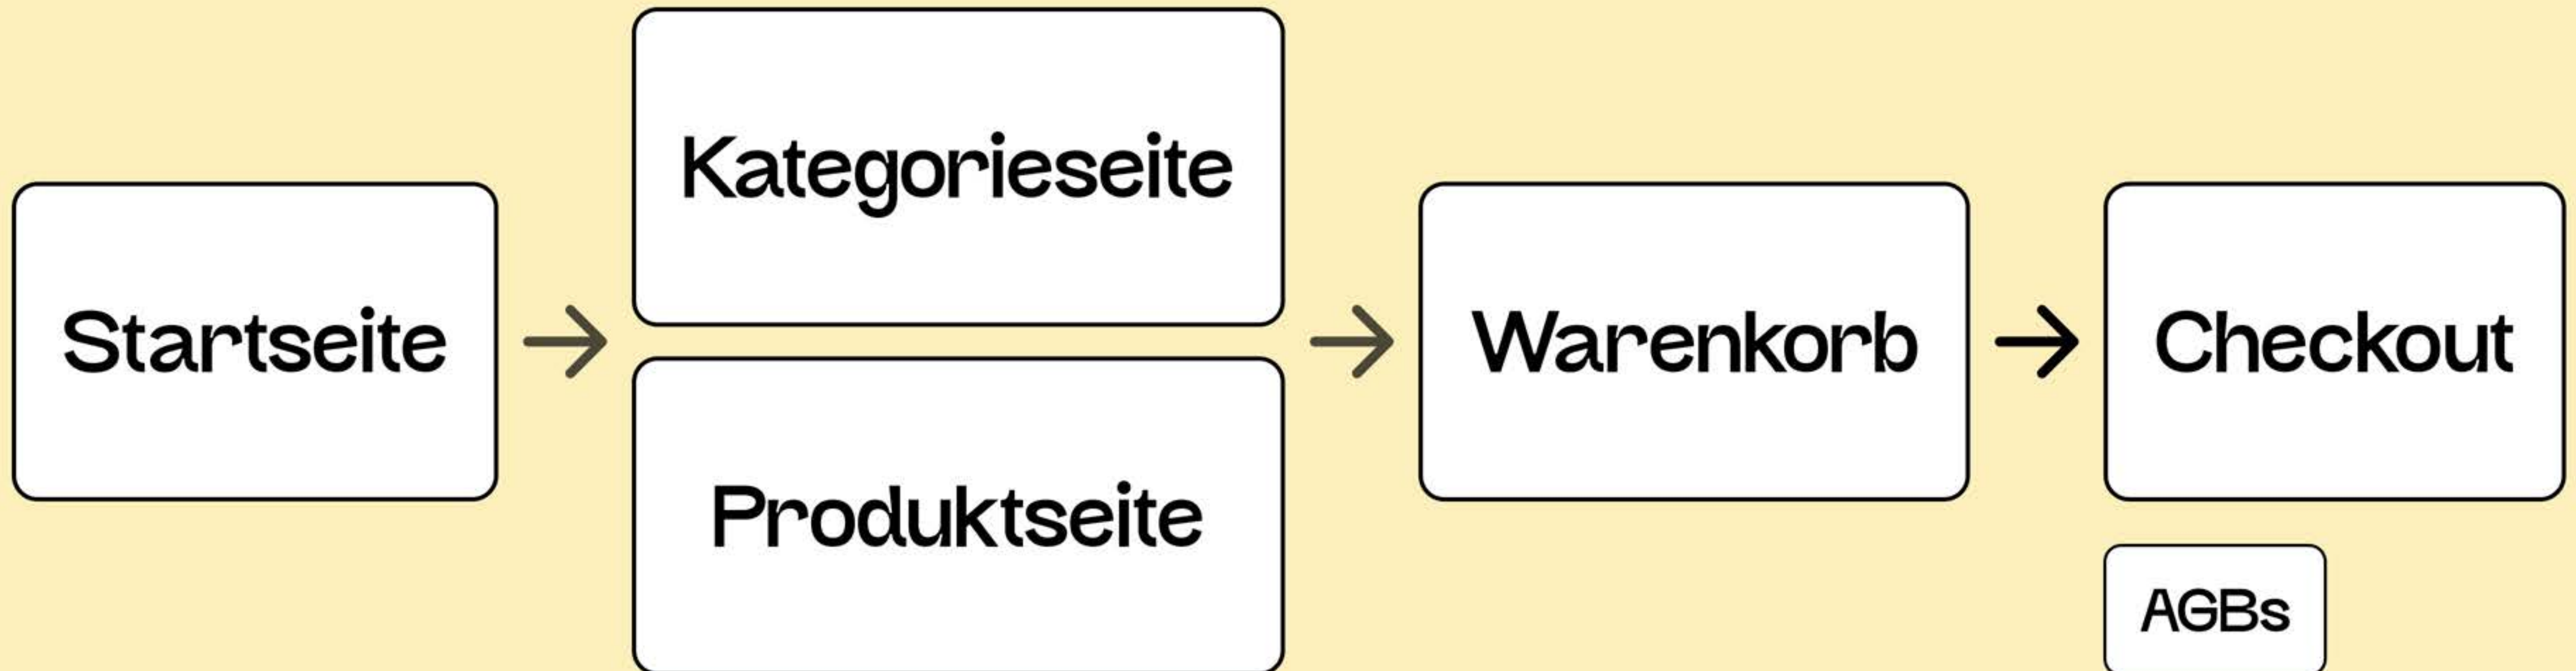 Startseite
Kategorieseite
Produktseite
Warenkorb
Checkout
AGBs